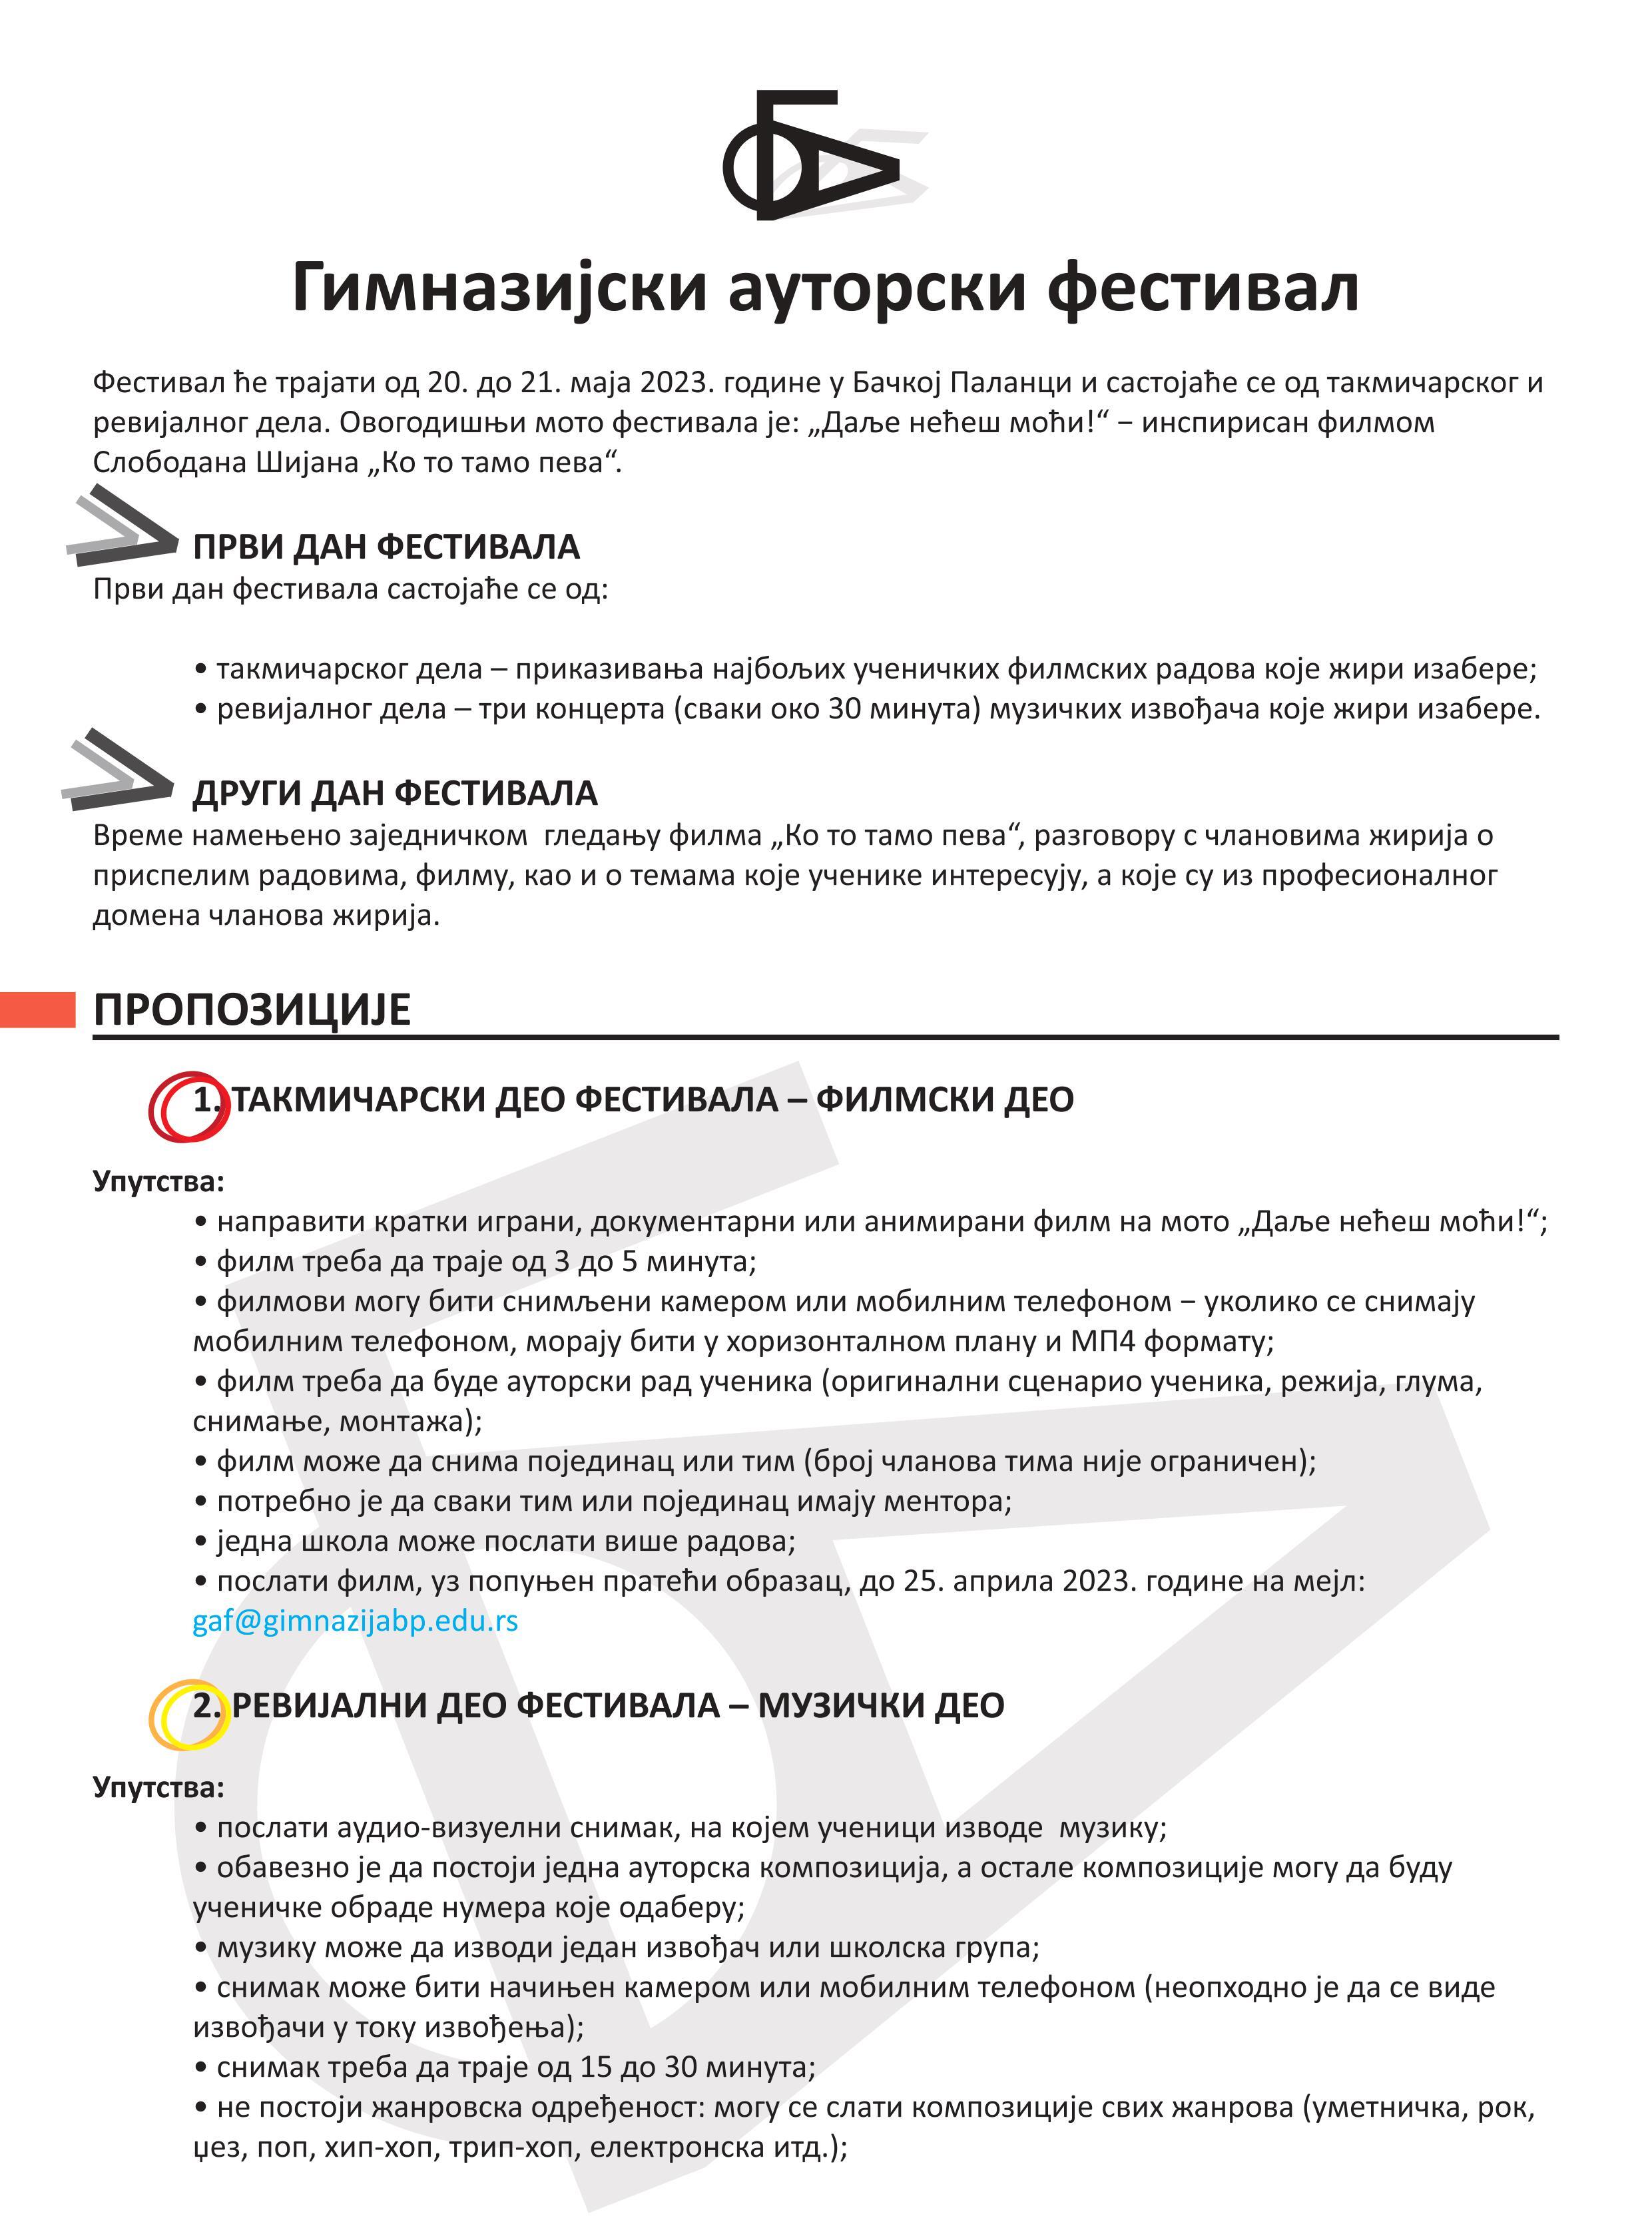 Гимназијски ауторски фестивал
Фестивал ће трајати од 20. до 21. маја 2023. године у Бачкој Паланци и састојаће се од такмичарског и
ревијалног дела. Овогодишњи мото фестивала је: „Даље нећеш моћи!“ − инспирисан филмом
Слободана Шијана „Ко то тамо пева“.
ПРВИ ДАН ФЕСТИВАЛА
Први дан фестивала састојаће се од:
• такмичарског дела – приказивања најбољих ученичких филмских радова које жири изабере;
• ревијалног дела – три концерта (сваки око 30 минута) музичких извођача које жири изабере.
ДРУГИ ДАН ФЕСТИВАЛА
Време намењено заједничком  гледању филма „Ко то тамо пева“, разговору с члановима жирија о
приспелим радовима, филму, као и о темама које ученике интересују, а које су из професионалног
домена чланова жирија.
ПРОПОЗИЦИЈЕ
1. ТАКМИЧАРСКИ ДЕО ФЕСТИВАЛА – ФИЛМСКИ ДЕО
Упутства:
• направити кратки играни, документарни или анимирани филм на мото „Даље нећеш моћи!“;
• филм треба да траје од 3 до 5 минута;
• филмови могу бити снимљени камером или мобилним телефоном − уколико се снимају
мобилним телефоном, морају бити у хоризонталном плану и МП4 формату;
• филм треба да буде ауторски рад ученика (оригинални сценарио ученика, режија, глума,
снимање, монтажа);
• филм може да снима појединац или тим (број чланова тима није ограничен);
• потребно је да сваки тим или појединац имају ментора;
• једна школа може послати више радова;
• послати филм, уз попуњен пратећи образац, до 25. априла 2023. године на мејл:
gaf@gimnazijabp.edu.rs
2. РЕВИЈАЛНИ ДЕО ФЕСТИВАЛА – МУЗИЧКИ ДЕО
Упутства:
• послати аудио-визуелни снимак, на којем ученици изводе  музику;
• обавезно је да постоји једна ауторска композиција, а остале композиције могу да буду
ученичке обраде нумера које одаберу;
• музику може да изводи један извођач или школска група;
• снимак може бити начињен камером или мобилним телефоном (неопходно је да се виде
извођачи у току извођења);
• снимак треба да траје од 15 до 30 минута;
• не постоји жанровска одређеност: могу се слати композиције свих жанрова (уметничка, рок,
џез, поп, хип-хоп, трип-хоп, електронска итд.);